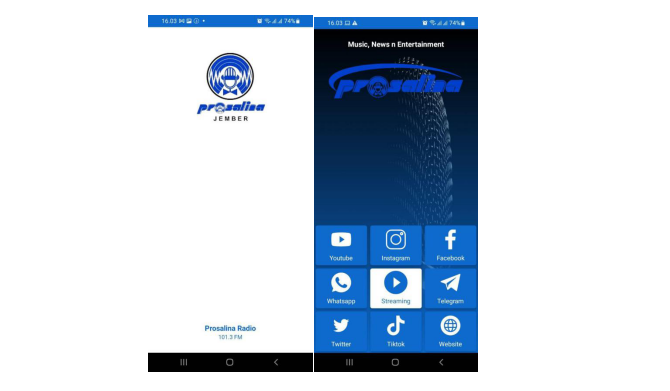 16.03
74%
prosalina
JEMBER
Prosalina Radio
101.3 FM
16.03
74%
Music, News n Entertainment
prosalina
Youtube
Instagram
Facebook
Whatsapp
Streaming
Telegram
Twitter
Tiktok
Website